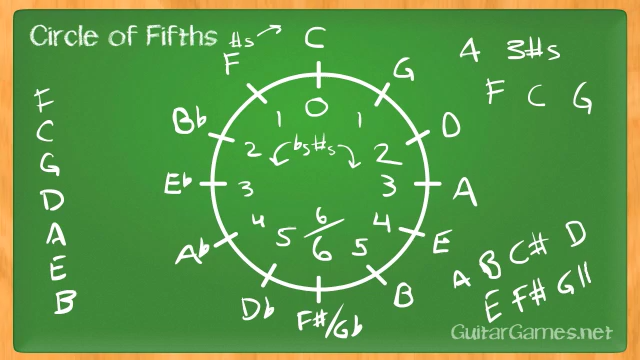 Circle of Fifths
#s
C
G
D
A
E
B
F#/Gb
Db
Ab
Eb
Bb
F
0
1
2
3
4
5
6
6
5
4
3
2
1
bs #s
F
C
G
D
A
E
B
A 3#s
F C G
A B C# D
E F#
GuitarGames.net